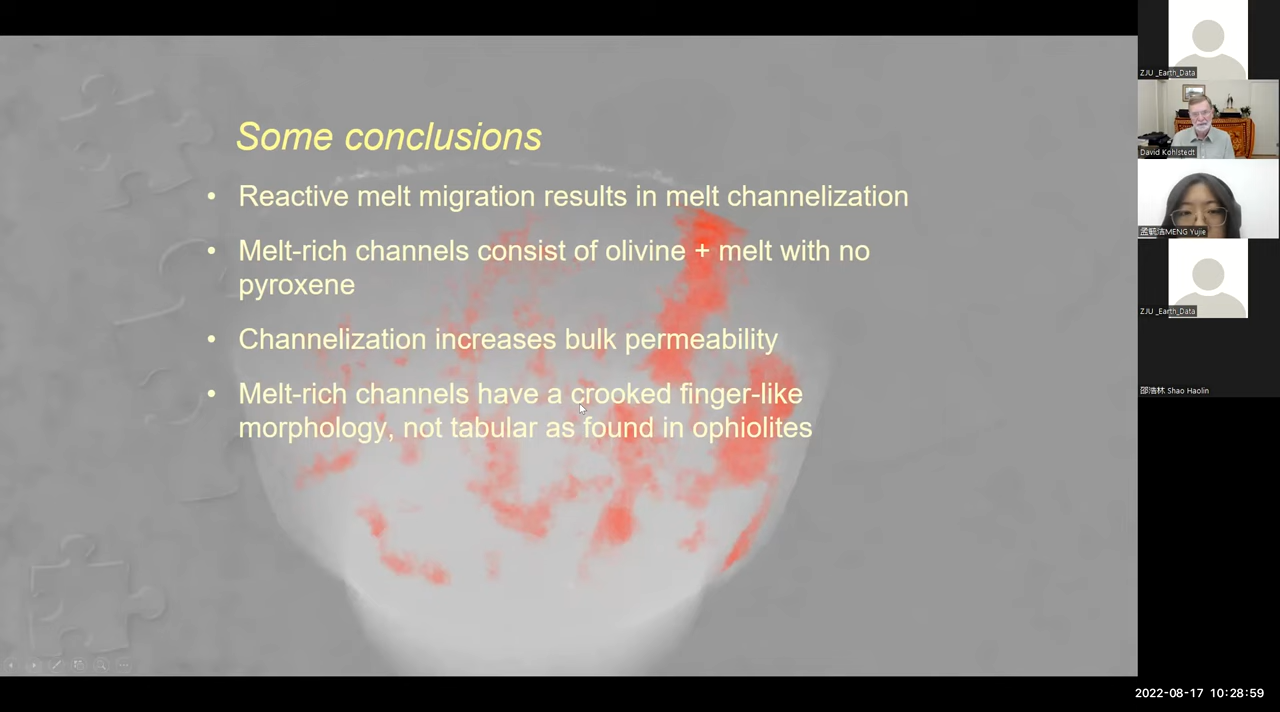 Some conclusions
• Reactive melt migration results in melt channelization
• Melt-rich channels consist of olivine + melt with no
pyroxene
• Channelization increases bulk permeability
• Melt-rich channels have a crooked finger-like
morphology, not tabular as found in ophiolites
ZJU _Earth_Data
David Kohlstedt
孟毓洁MENG Yujie
ZJU _Earth_Data
邵浩林 Shao Haolin
2022-08-17 10:28:59